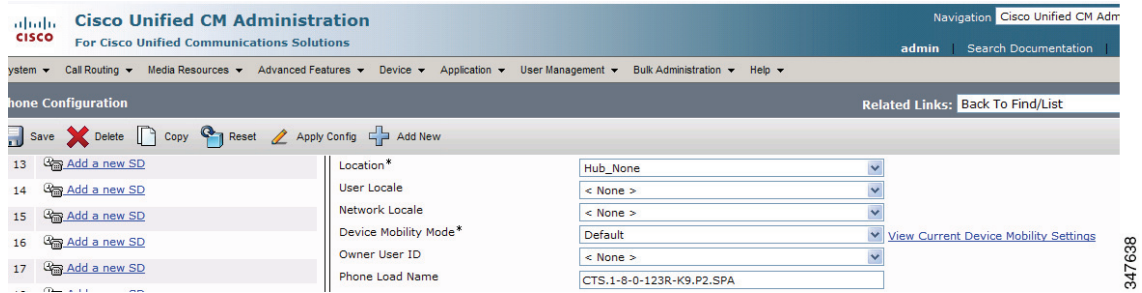 Cisco Unified CM Administration
CISCO
For Cisco Unified Communications Solutions
Navigation Cisco Unified CM Adm
admin | Search Documentation |
ystem Call Routing Media Resources Advanced Features Device Application User Management Bulk Administration Help
hone Configuration
Related Links: Back To Find/List
Save Delete Copy Reset Apply Config Add New
13 Add a new SD
14 Add a new SD
15 Add a new SD
16 Add a new SD
17 Add a new SD
Location* Hub_None
User Locale < None >
Network Locale < None >
Device Mobility Mode* Default View Current Device Mobility Settings
Owner User ID < None >
Phone Load Name CTS.1-8-0-123R-K9.P2.SPA
347638